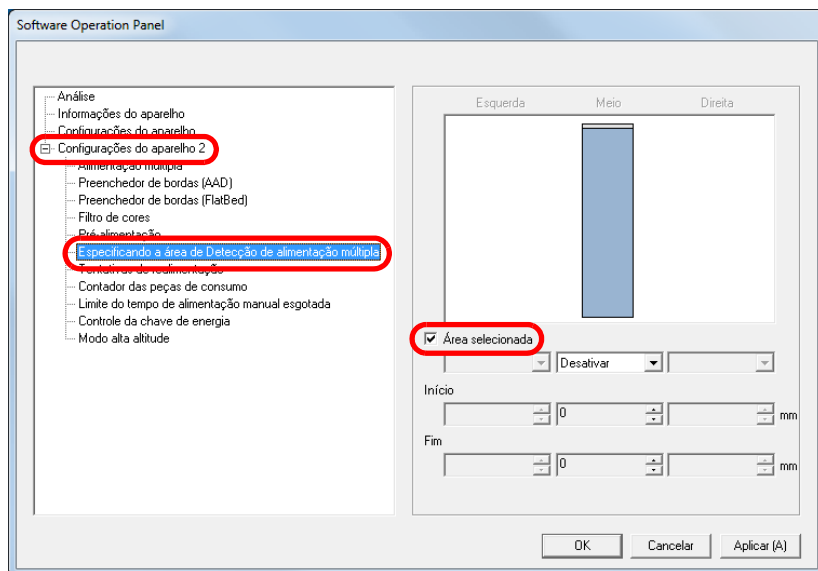 Software Operation Panel
Análise
Informações do aparelho
Configurações do aparelho
Configurações do aparelho 2
Alimentação múltipla
Preenchedor de bordas (AAD)
Preenchedor de bordas (FlatBed)
Filtro de cores
Pré-alimentação
Especificando a área de Detecção de alimentação múltipla
Tentativas de realimentação
Contador das peças de consumo
Limite do tempo de alimentação manual esgotada
Controle da chave de energia
Modo alta altitude
Esquerda Meio Direita
Área selecionada
Desativar
Início
0 mm
Fim
0 mm
OK Cancelar Aplicar (A)